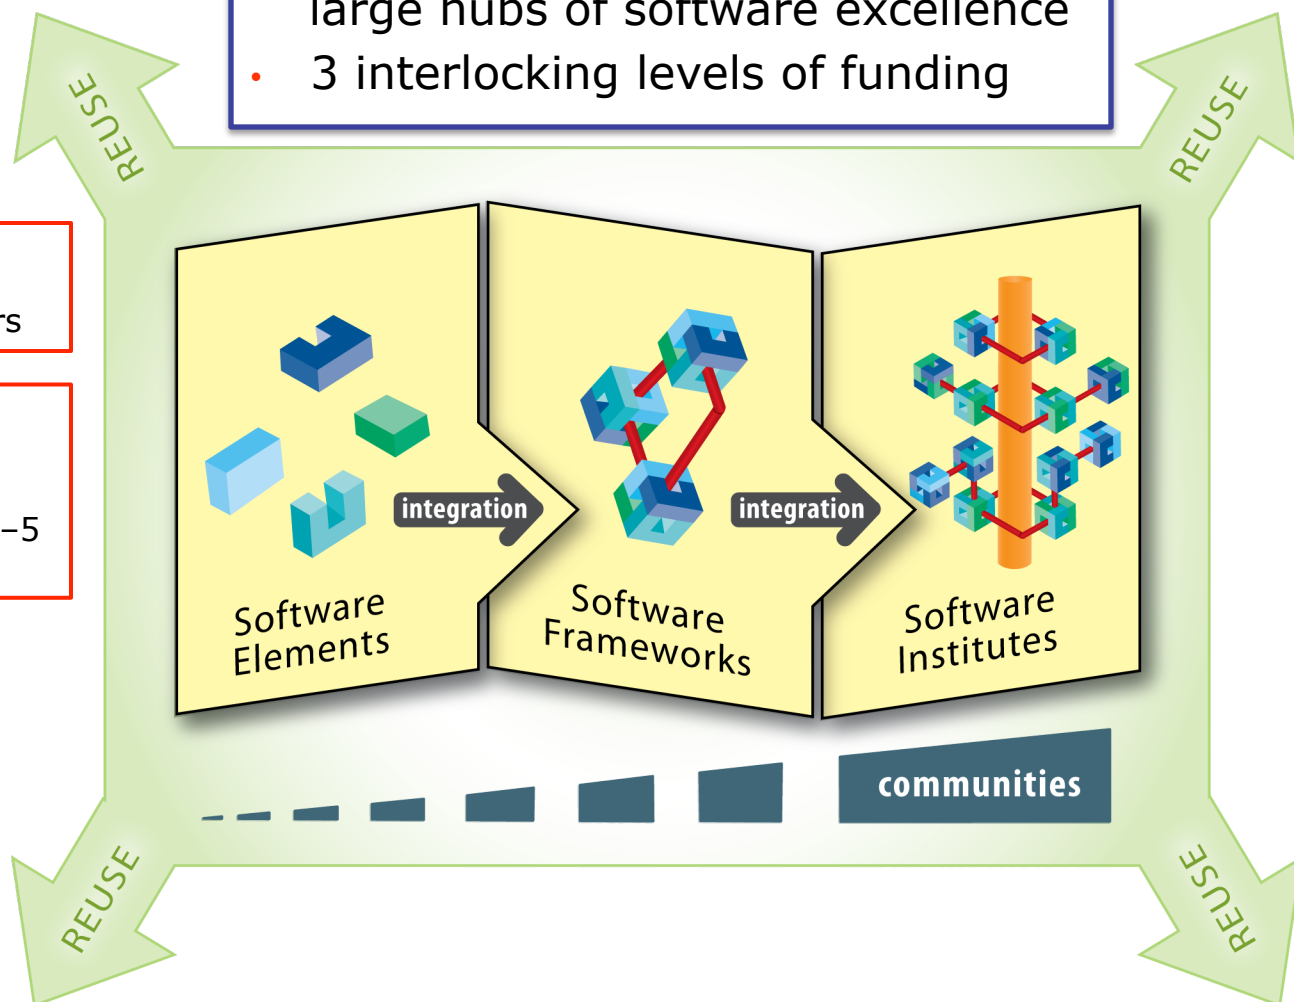 large hubs of software excellence
• 3 interlocking levels of funding
REUSE
REUSE
rs
–5
integration
integration
Software
Elements
Software
Frameworks
Software
Institutes
communities
REUSE
REUSE